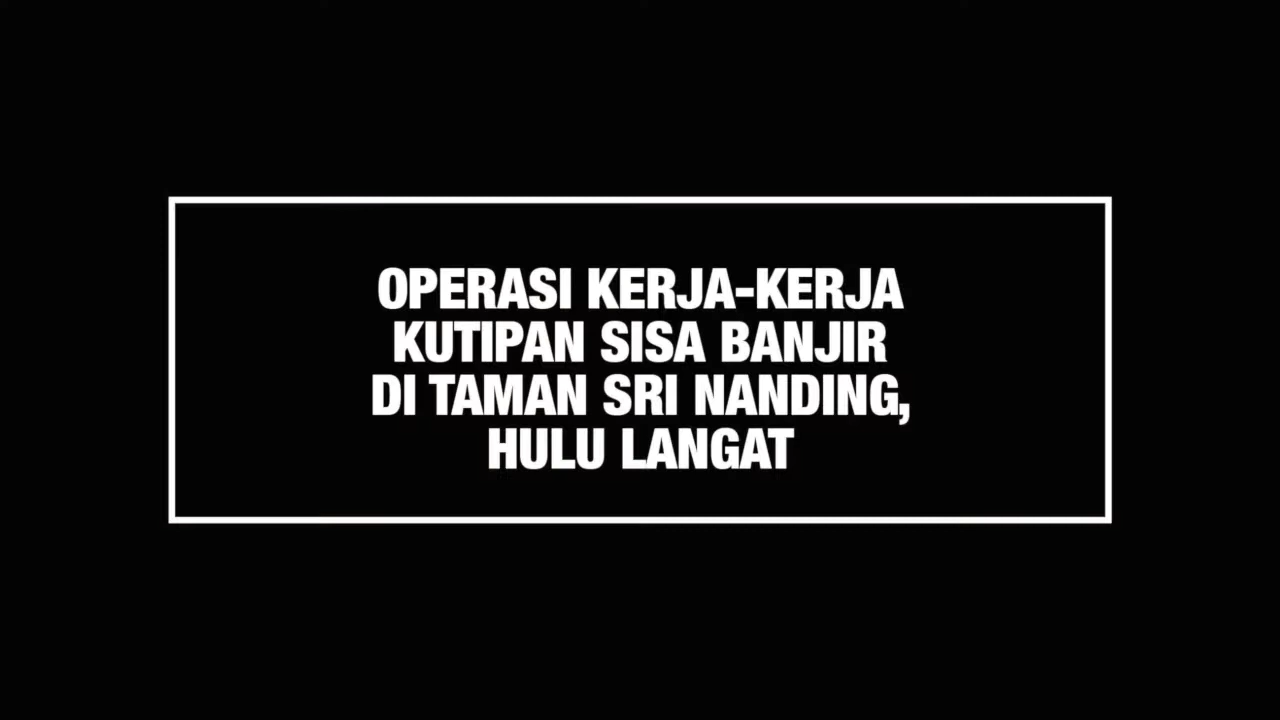 OPERASI KERJA-KERJA
KUTIPAN SISA BANJIR
DI TAMAN SRI NANDING,
HULU LANGAT